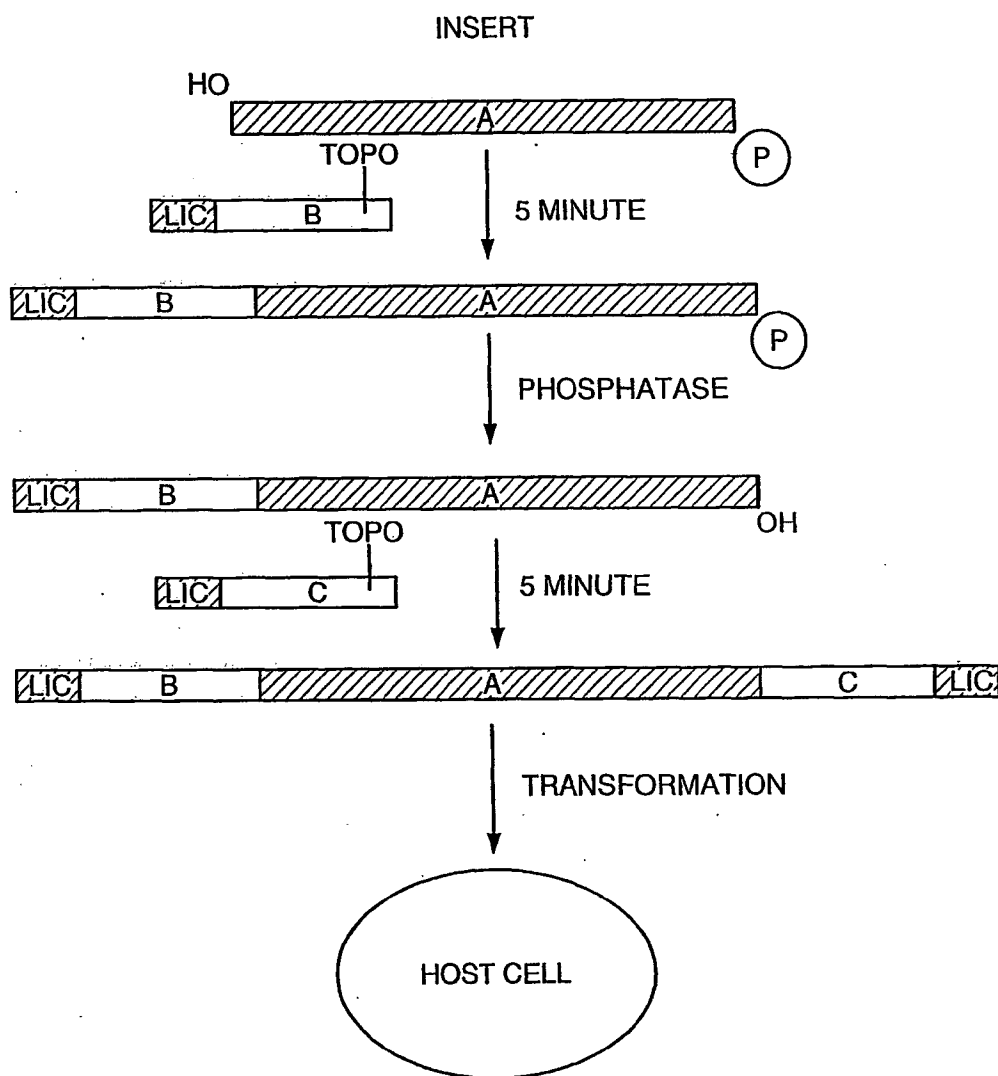 INSERT
HO
A
P
TOPO
LIC B
5 MINUTE
LIC B A
P
PHOSPHATASE
LIC B A
OH
TOPO
LIC C
5 MINUTE
LIC B A C LIC
TRANSFORMATION
HOST CELL